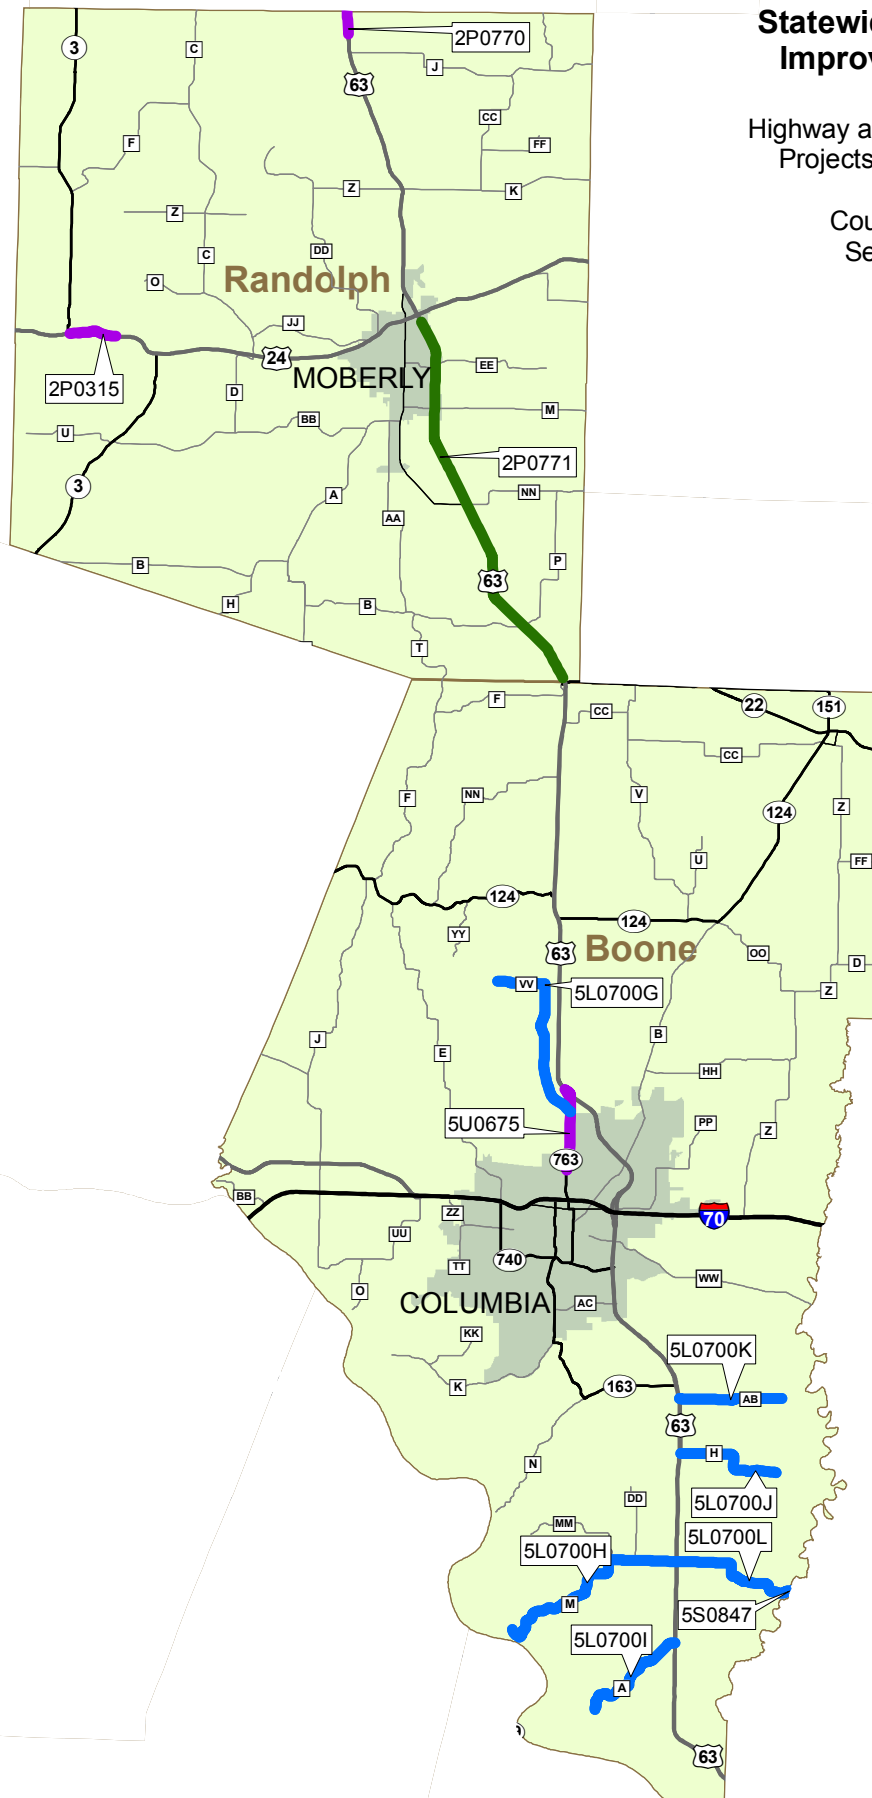 Statewi
Improv
Highway a
Projects
Cou
Se
2P0770
3
C
63
J
CC
F
FF
Z
K
Z
C
DD
O
Randolph
JJ
24
MOBERLY
EE
2P0315
D
M
BB
U
2P0771
3
A
NN
AA
B
P
63
H
B
T
F
CC
22
151
CC
F
NN
V
124
Z
U
FF
124
124
YY
63
Boone
OO
D
VV
5L0700G
Z
J
B
E
HH
5U0675
PP
Z
763
BB
ZZ
70
UU
740
TT
WW
O
COLUMBIA
AC
KK
5L0700K
K
163
AB
63
H
N
5L0700J
DD
MM
5L0700L
5L0700H
M
5S0847
5L0700I
A
63